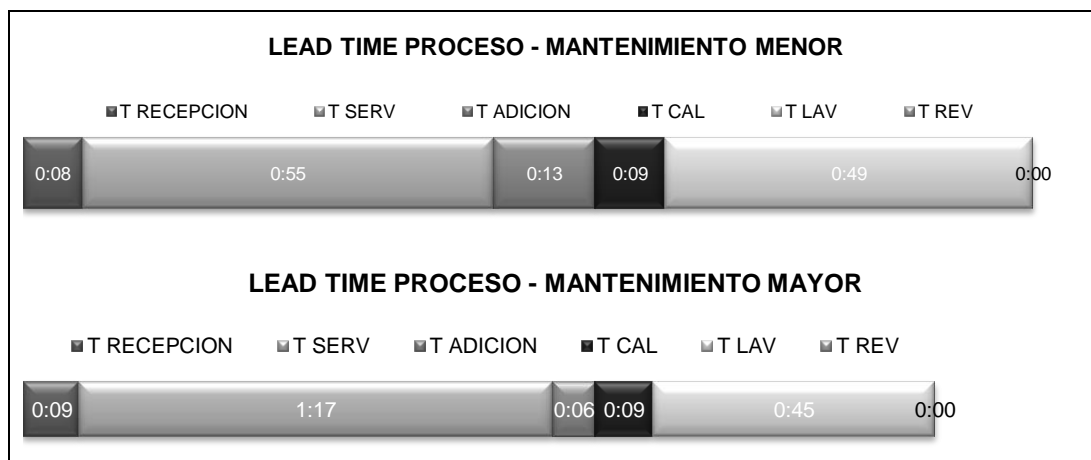 LEAD TIME PROCESO - MANTENIMIENTO MENOR
T RECEPCION T SERV T ADICION T CAL T LAV T REV
0:08 0:55 0:13 0:09 0:49 0:00
LEAD TIME PROCESO - MANTENIMIENTO MAYOR
T RECEPCION T SERV T ADICION T CAL T LAV T REV
0:09 1:17 0:06 0:09 0:45 0:00